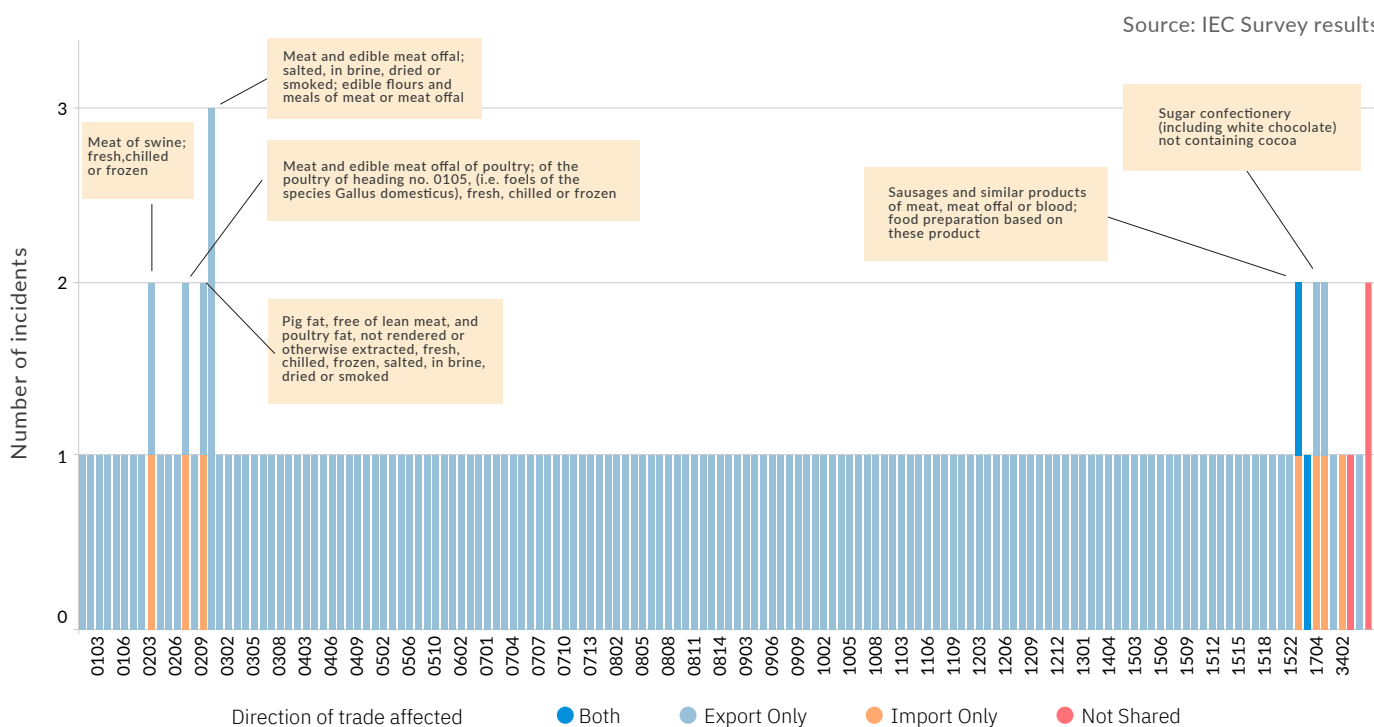 Source: IEC Survey results
Meat and edible meat offal;
salted, in brine, dried or
smoked; edible flours and
meals of meat or meat offal
Sugar confectionery
(including white chocolate)
not containing cocoa
Meat of swine;
fresh,chilled
or frozen
Meat and edible meat offal of poultry; of the
poultry of heading no. 0105, (i.e. foels of the
species Gallus domesticus), fresh, chilled or frozen
Sausages and similar products
of meat, meat offal or blood;
food preparation based on
these product
Pig fat, free of lean meat, and
poultry fat, not rendered or
otherwise extracted, fresh,
chilled, frozen, salted, in brine,
dried or smoked
Number of incidents
3
2
1
0
0103
0106
0203
0206
0209
0302
0305
0308
0403
0406
0409
0502
0506
0510
0602
0701
0704
0707
0710
0713
0802
0805
0808
0811
0814
0903
0906
0909
1002
1005
1008
1103
1106
1109
1203
1206
1209
1212
1301
1404
1503
1506
1509
1512
1515
1518
1522
1704
3402
Direction of trade affected
Both
Export Only
Import Only
Not Shared